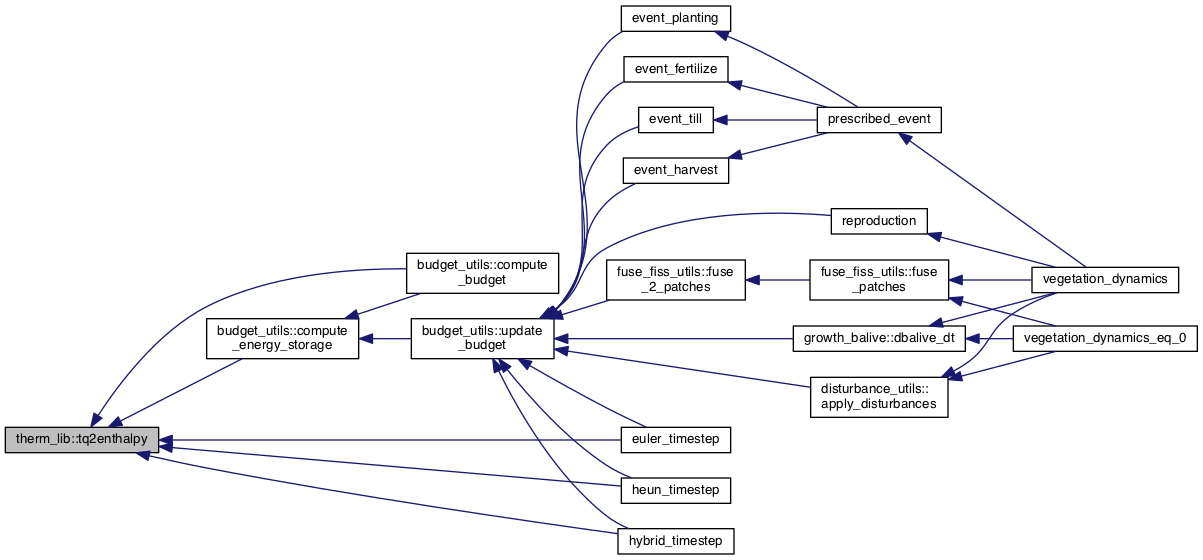 event_planting
event_fertilize
event_till
prescribed_event
event_harvest
reproduction
budget_utils::compute
_budget
fuse_fiss_utils::fuse
_2_patches
fuse_fiss_utils::fuse
_patches
vegetation_dynamics
budget_utils::compute
_energy_storage
budget_utils::update
_budget
growth_balive::dbalive_dt
vegetation_dynamics_eq_0
disturbance_utils::
apply_disturbances
therm_lib::tq2enthalpy
euler_timestep
heun_timestep
hybrid_timestep